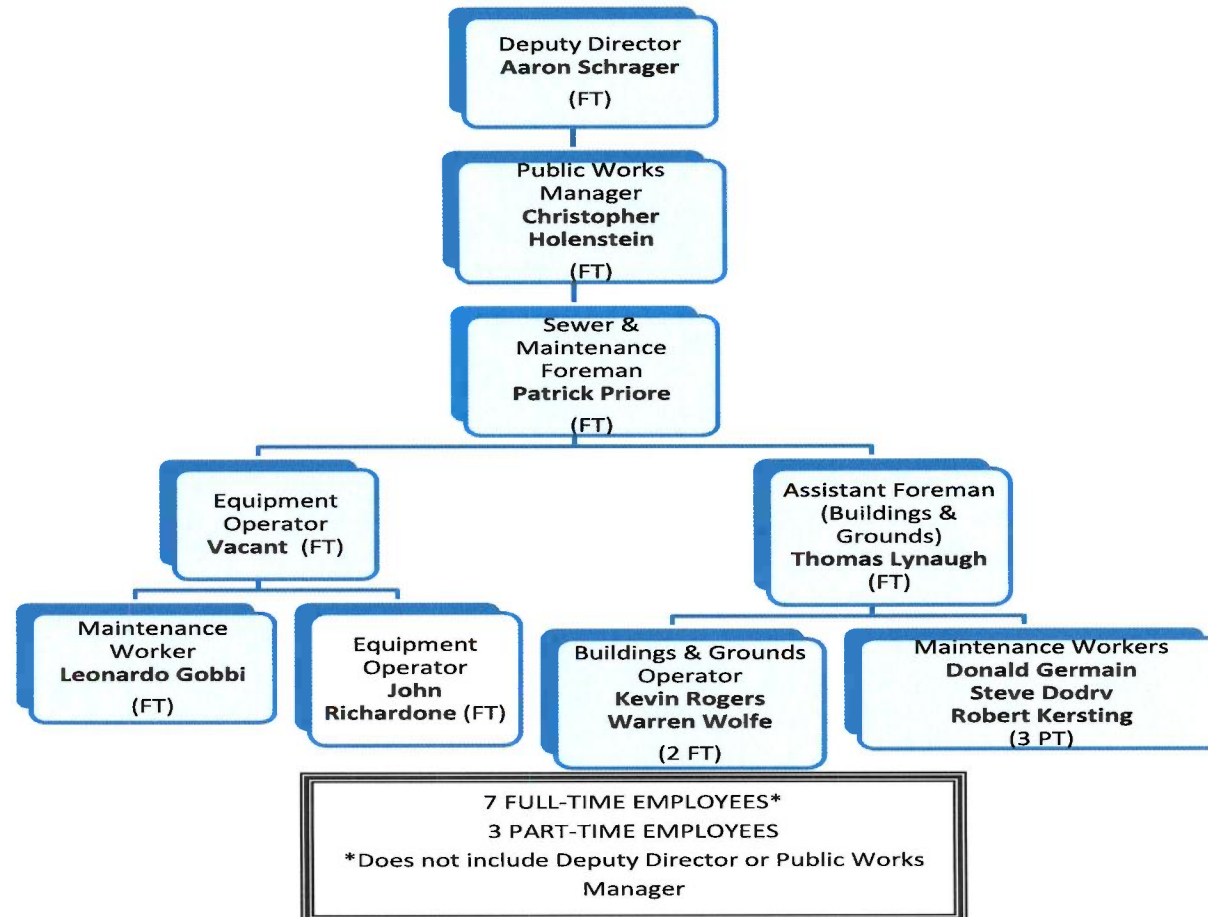 Deputy Director
Aaron Schrager
(FT)
Public Works
Manager
Christopher
Holenstein
(FT)
Sewer &
Maintenance
Foreman
Patrick Priore
(FT)
Equipment
Operator
Vacant (FT)
Assistant Foreman
(Buildings &
Grounds)
Thomas Lynaugh
(FT)
Maintenance
Worker
Leonardo Gobbi
(FT)
Equipment
Operator
John
Richardone (FT)
Buildings & Grounds
Operator
Kevin Rogers
Warren Wolfe
(2 FT)
Maintenance Workers
Donald Germain
Steve Dodrv
Robert Kersting
(3 PT)
7 FULL-TIME EMPLOYEES*
3 PART-TIME EMPLOYEES
*Does not include Deputy Director or Public Works
Manager